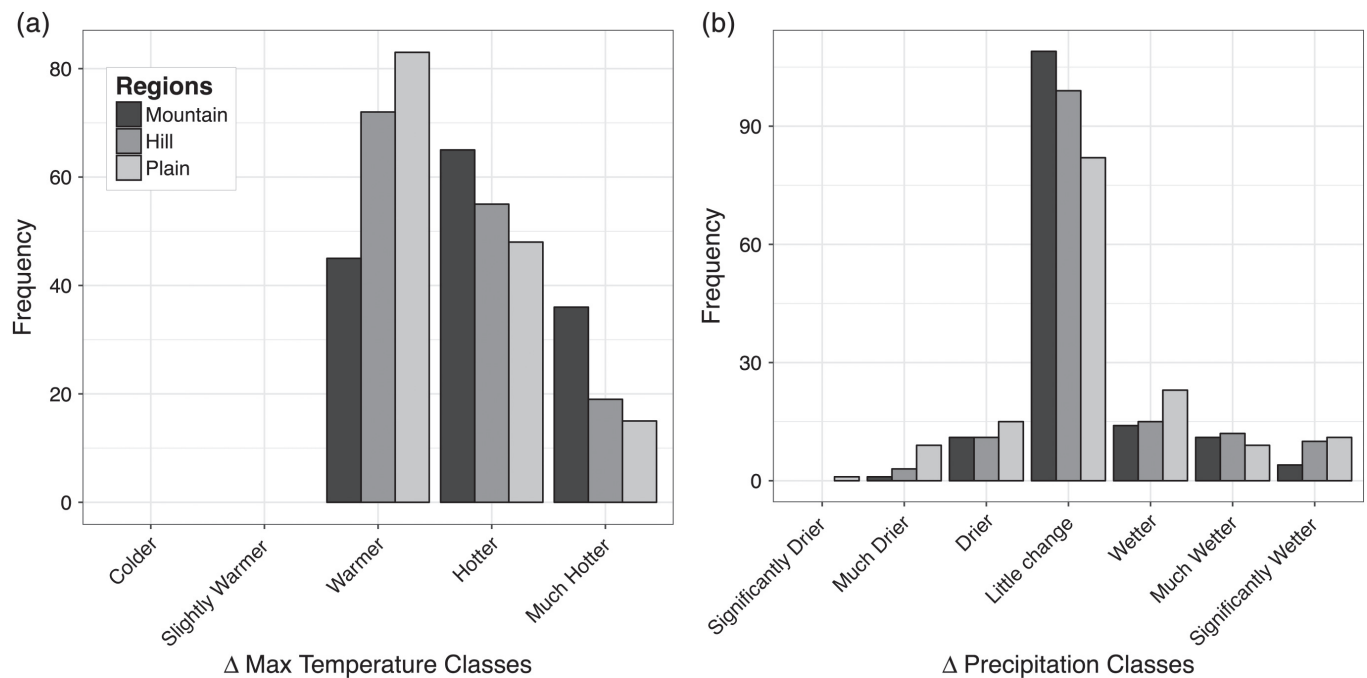 (a)
Frequency
80
60
40
20
0
Regions
Mountain
Hill
Plain
Colder
Slightly Warmer
Warmer
Hotter
Much Hotter
Δ Max Temperature Classes
(b)
Frequency
90
60
30
0
Significantly Drier
Much Drier
Drier
Little change
Wetter
Much Wetter
Significantly Wetter
Δ Precipitation Classes